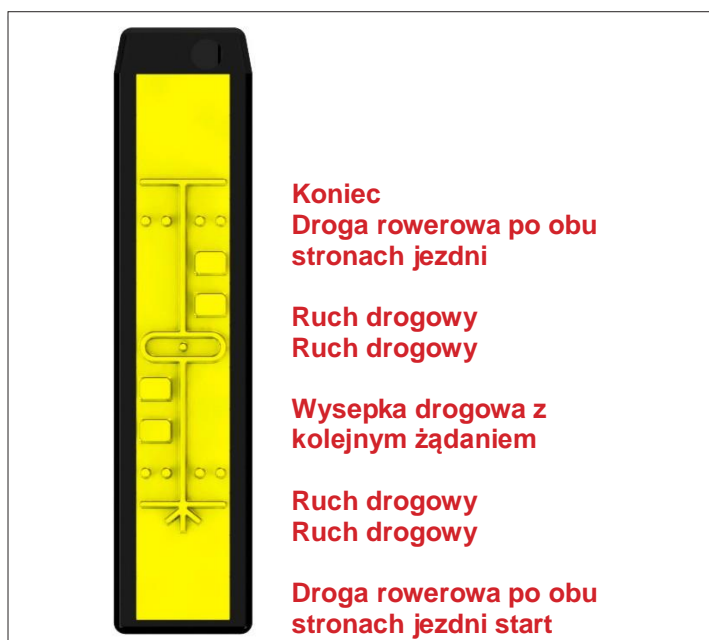 Koniec
Droga rowerowa po obu
stronach jezdni
Ruch drogowy
Ruch drogowy
Wysepka drogowa z
kolejnym żądaniem
Ruch drogowy
Ruch drogowy
Droga rowerowa po obu
stronach jezdni start